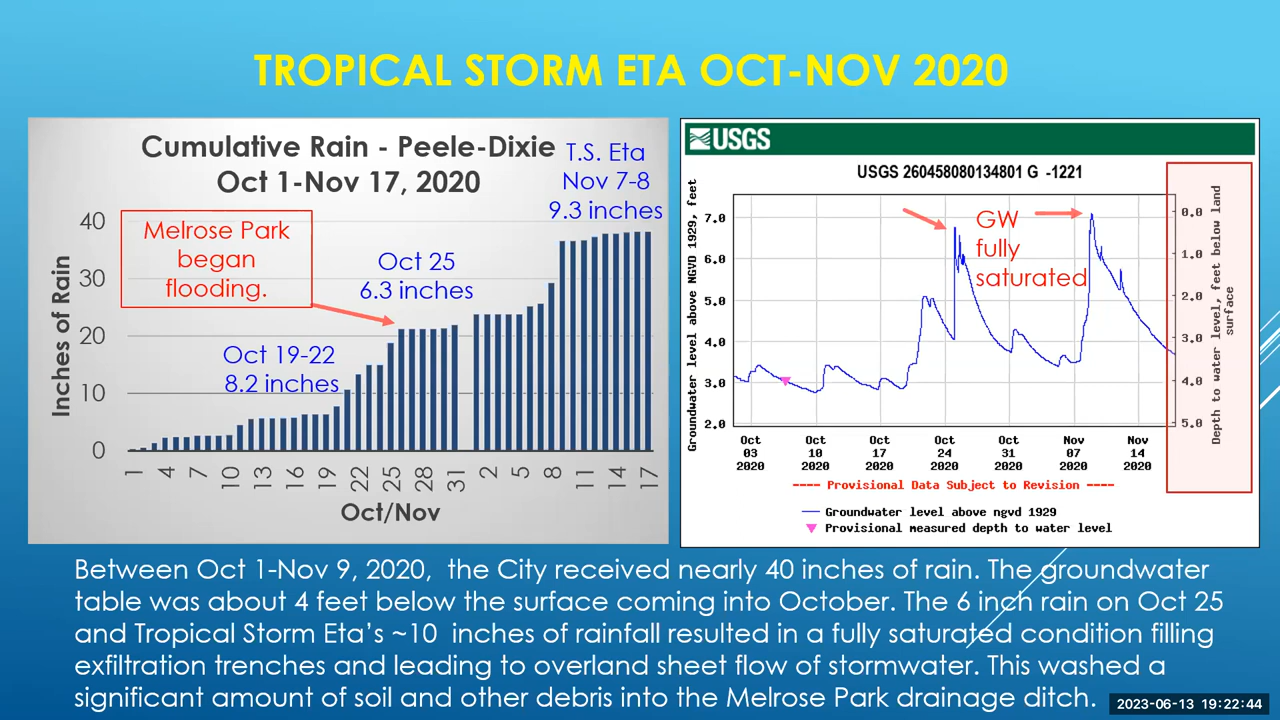 TROPICAL STORM ETA OCT-NOV 2020
Cumulative Rain - Peele-Dixie
Oct 1-Nov 17, 2020
T.S. Eta
Nov 7-8
9.3 inches
Melrose Park
began
flooding.
Oct 25
6.3 inches
Oct 19-22
8.2 inches
Inches of Rain
40
30
20
10
0
1 4 7 10 13 16 19 22 25 28 31 2 5 8 11 14 17
Oct/Nov
USGS
USGS 260458080134801 G -1221
Groundwater level above NGVD 1929, feet
7.0
6.0
5.0
4.0
3.0
2.0
GW
fully
saturated
0.0
1.0
2.0
3.0
4.0
5.0
Depth to water level, feet below land
surface
Oct Oct Oct Oct Oct Nov Nov
03 10 17 24 31 07 14
2020 2020 2020 2020 2020 2020 2020
---- Provisional Data Subject to Revision ----
Groundwater level above ngvd 1929
Provisional measured depth to water level
Between Oct 1-Nov 9, 2020, the City received nearly 40 inches of rain. The groundwater
table was about 4 feet below the surface coming into October. The 6 inch rain on Oct 25
and Tropical Storm Eta's ~10 inches of rainfall resulted in a fully saturated condition filling
exfiltration trenches and leading to overland sheet flow of stormwater. This washed a
significant amount of soil and other debris into the Melrose Park drainage ditch.
2023-06-13 19:22:44